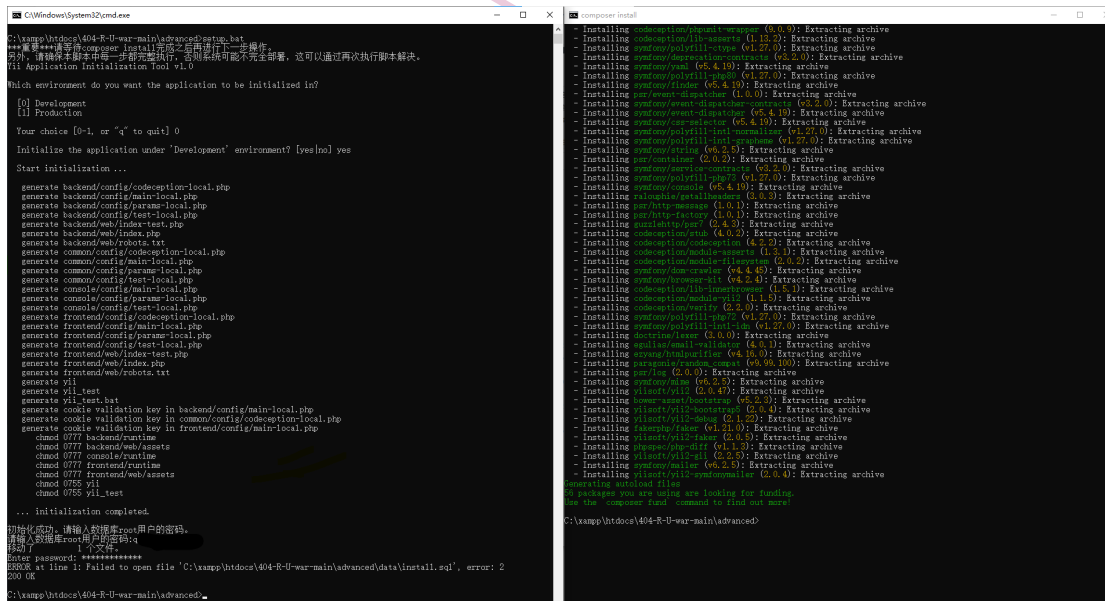 C:\Windows\System32\cmd.exe
C:\xampp\htdocs\404-R-U-war-main\advanced>setup.bat
***重要***请等待composer install完成之后再进行下一步操作。
另外，请确保本脚本中每一步都完整执行，否则系统可能不完全部署，这可以通过再次执行脚本解决。
Yii Application Initialization Tool v1.0
Which environment do you want the application to be initialized in?
[0] Development
[1] Production
Your choice [0-1, or "q" to quit] 0
Initialize the application under 'Development' environment? [yes|no] yes
Start initialization ...
generate backend/config/codeception-local.php
generate backend/config/main-local.php
generate backend/config/params-local.php
generate backend/config/test-local.php
generate backend/web/index-test.php
generate backend/web/index.php
generate backend/web/robots.txt
generate common/config/codeception-local.php
generate common/config/main-local.php
generate common/config/params-local.php
generate common/config/test-local.php
generate console/config/main-local.php
generate console/config/params-local.php
generate console/config/test-local.php
generate frontend/config/codeception-local.php
generate frontend/config/main-local.php
generate frontend/config/params-local.php
generate frontend/config/test-local.php
generate frontend/web/index-test.php
generate frontend/web/index.php
generate frontend/web/robots.txt
generate yii
generate yii_test
generate yii_test.bat
generate cookie validation key in backend/config/main-local.php
generate cookie validation key in common/config/codeception-local.php
generate cookie validation key in frontend/config/main-local.php
chmod 0777 backend/runtime
chmod 0777 backend/web/assets
chmod 0777 console/runtime
chmod 0777 frontend/runtime
chmod 0777 frontend/web/assets
chmod 0755 yii
chmod 0755 yii_test
... initialization completed.
初始化成功。请输入数据库root用户的密码。
请输入数据库root用户的密码:q
移动了 1 个文件。
Enter password: *************
ERROR at line 1: Failed to open file 'C:\xampp\htdocs\404-R-U-war-main\advanced\data\install.sql', error: 2
200 OK
C:\xampp\htdocs\404-R-U-war-main\advanced>
composer install
- Installing codeception/phpunit-wrapper (9.0.9): Extracting archive
- Installing codeception/lib-asserts (1.13.2): Extracting archive
- Installing symfony/polyfill-ctype (v1.27.0): Extracting archive
- Installing symfony/deprecation-contracts (v3.2.0): Extracting archive
- Installing symfony/yaml (v5.4.19): Extracting archive
- Installing symfony/polyfill-php80 (v1.27.0): Extracting archive
- Installing symfony/finder (v5.4.19): Extracting archive
- Installing psr/event-dispatcher (1.0.0): Extracting archive
- Installing symfony/event-dispatcher-contracts (v3.2.0): Extracting archive
- Installing symfony/event-dispatcher (v5.4.19): Extracting archive
- Installing symfony/css-selector (v5.4.19): Extracting archive
- Installing symfony/polyfill-intl-normalizer (v1.27.0): Extracting archive
- Installing symfony/polyfill-intl-grapheme (v1.27.0): Extracting archive
- Installing symfony/string (v6.2.5): Extracting archive
- Installing psr/container (2.0.2): Extracting archive
- Installing symfony/service-contracts (v3.2.0): Extracting archive
- Installing symfony/polyfill-php73 (v1.27.0): Extracting archive
- Installing symfony/console (v5.4.19): Extracting archive
- Installing ralouphie/getallheaders (3.0.3): Extracting archive
- Installing psr/http-message (1.0.1): Extracting archive
- Installing psr/http-factory (1.0.1): Extracting archive
- Installing guzzlehttp/psr7 (2.4.3): Extracting archive
- Installing codeception/stub (4.0.2): Extracting archive
- Installing codeception/codeception (4.2.2): Extracting archive
- Installing codeception/module-asserts (1.3.1): Extracting archive
- Installing codeception/module-filesystem (2.0.2): Extracting archive
- Installing symfony/dom-crawler (v4.4.45): Extracting archive
- Installing symfony/browser-kit (v4.2.4): Extracting archive
- Installing codeception/lib-innerbrowser (1.5.1): Extracting archive
- Installing codeception/module-yii2 (1.1.5): Extracting archive
- Installing codeception/verify (2.2.0): Extracting archive
- Installing symfony/polyfill-php72 (v1.27.0): Extracting archive
- Installing symfony/polyfill-intl-idn (v1.27.0): Extracting archive
- Installing doctrine/lexer (3.0.0): Extracting archive
- Installing egulias/email-validator (4.0.1): Extracting archive
- Installing ezyang/htmlpurifier (v4.16.0): Extracting archive
- Installing paragonie/random_compat (v9.99.100): Extracting archive
- Installing psr/log (2.0.0): Extracting archive
- Installing symfony/mime (v6.2.5): Extracting archive
- Installing yiisoft/yii2 (2.0.47): Extracting archive
- Installing bower-asset/bootstrap (v5.2.3): Extracting archive
- Installing yiisoft/yii2-bootstrap5 (2.0.4): Extracting archive
- Installing yiisoft/yii2-debug (2.1.22): Extracting archive
- Installing fakerphp/faker (v1.21.0): Extracting archive
- Installing yiisoft/yii2-faker (2.0.5): Extracting archive
- Installing phpspec/php-diff (v1.1.3): Extracting archive
- Installing yiisoft/yii2-gii (2.2.5): Extracting archive
- Installing symfony/mailer (v6.2.5): Extracting archive
- Installing yiisoft/yii2-symfonymailer (2.0.4): Extracting archive
Generating autoload files
56 packages you are using are looking for funding.
Use the `composer fund` command to find out more!
C:\xampp\htdocs\404-R-U-war-main\advanced>